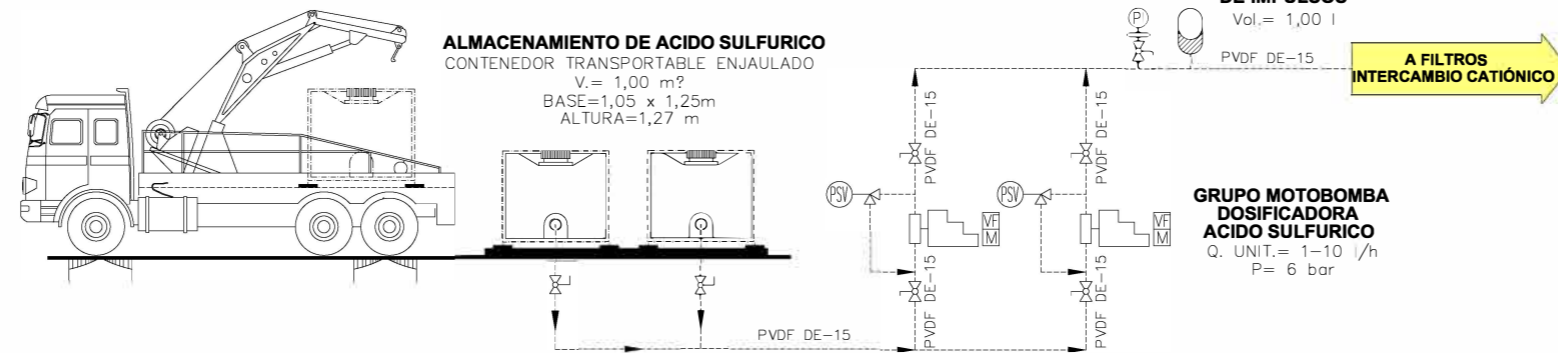 ALMACENAMIENTO DE ACIDO SULFURICO
CONTENEDOR TRANSPORTABLE ENJAULADO
V.= 1,00 m?
BASE=1,05 x 1,25m
ALTURA=1,27 m
DE IMPULSOS
Vol.= 1,00 l
P
PVDF DE-15
A FILTROS
INTERCAMBIO CATIÓNICO
PVDF DE-15
PVDF DE-15
PSV
PSV
VF
M
VF
M
GRUPO MOTOBOMBA
DOSIFICADORA
ACIDO SULFURICO
Q. UNIT.= 1-10 l/h
P= 6 bar
PVDF DE-15
PVDF DE-15
PVDF DE-15